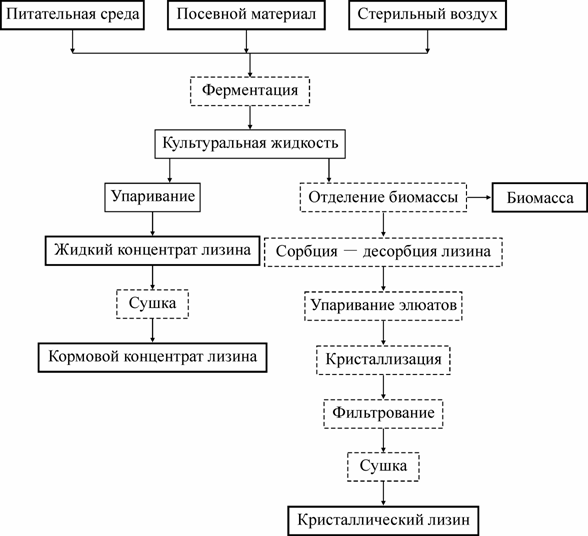 Питательная среда
Посевной материал
Стерильный воздух
Ферментация
Культуральная жидкость
Упаривание
Отделение биомассы
Биомасса
Жидкий концентрат лизина
Сорбция — десорбция лизина
Сушка
Упаривание элюатов
Кормовой концентрат лизина
Кристаллизация
Фильтрование
Сушка
Кристаллический лизин